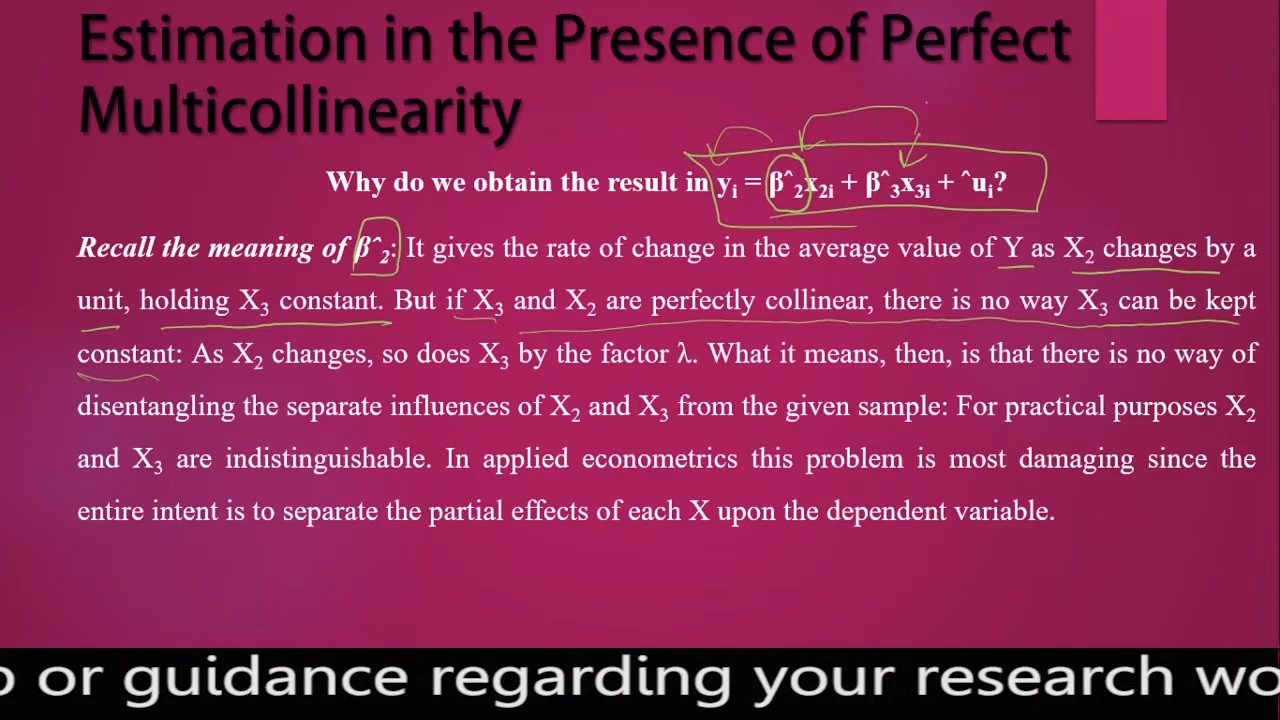 Estimation in the Presence of Perfect
Multicollinearity
Why do we obtain the result in yᵢ = β^₂x₂ᵢ + β^₃x₃ᵢ + ^uᵢ?
Recall the meaning of β^₂: It gives the rate of change in the average value of Y as X₂ changes by a
unit, holding X₃ constant. But if X₃ and X₂ are perfectly collinear, there is no way X₃ can be kept
constant: As X₂ changes, so does X₃ by the factor λ. What it means, then, is that there is no way of
disentangling the separate influences of X₂ and X₃ from the given sample: For practical purposes X₂
and X₃ are indistinguishable. In applied econometrics this problem is most damaging since the
entire intent is to separate the partial effects of each X upon the dependent variable.
or guidance regarding your research